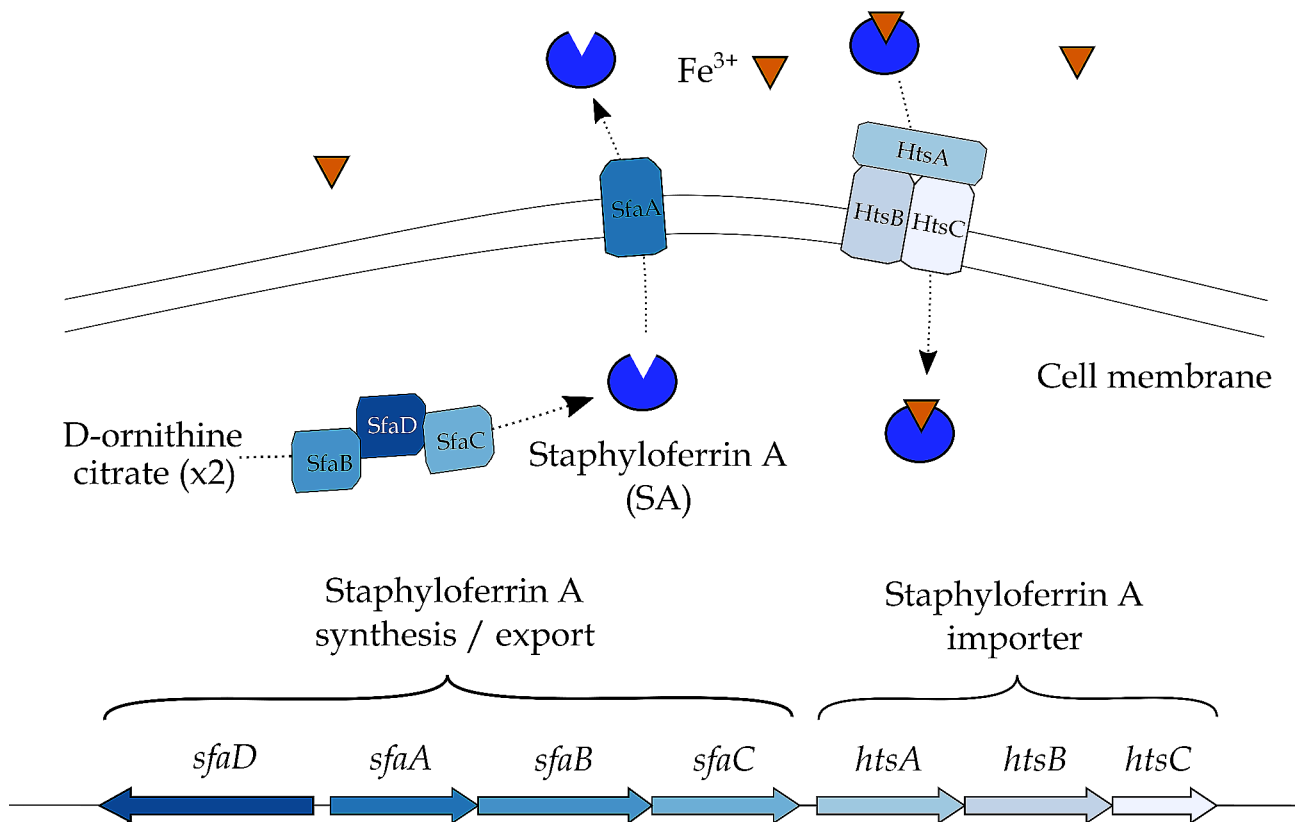 Fe3+
HtsA
SfaA
HtsB
HtsC
Cell membrane
D-ornithine
citrate (x2)
SfaB
SfaD
SfaC
Staphyloferrin A
(SA)
Staphyloferrin A
synthesis / export
Staphyloferrin A
importer
sfaD sfaA sfaB sfaC htsA htsB htsC